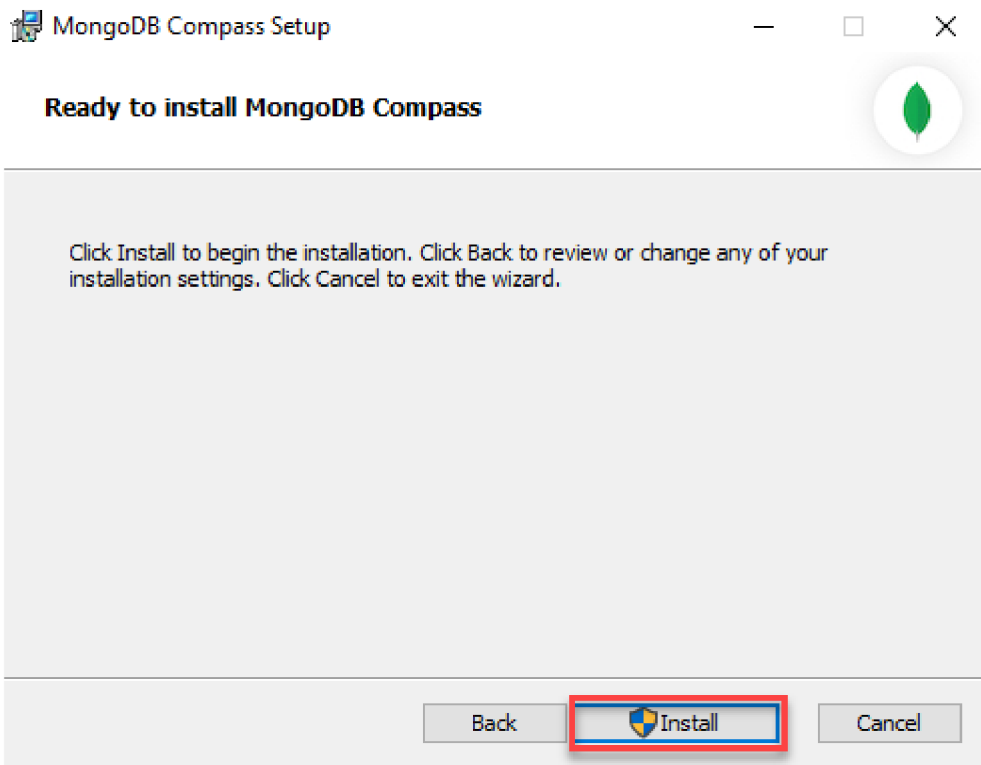 MongoDB Compass Setup
Ready to install MongoDB Compass
Click Install to begin the installation. Click Back to review or change any of your
installation settings. Click Cancel to exit the wizard.
Back Install Cancel